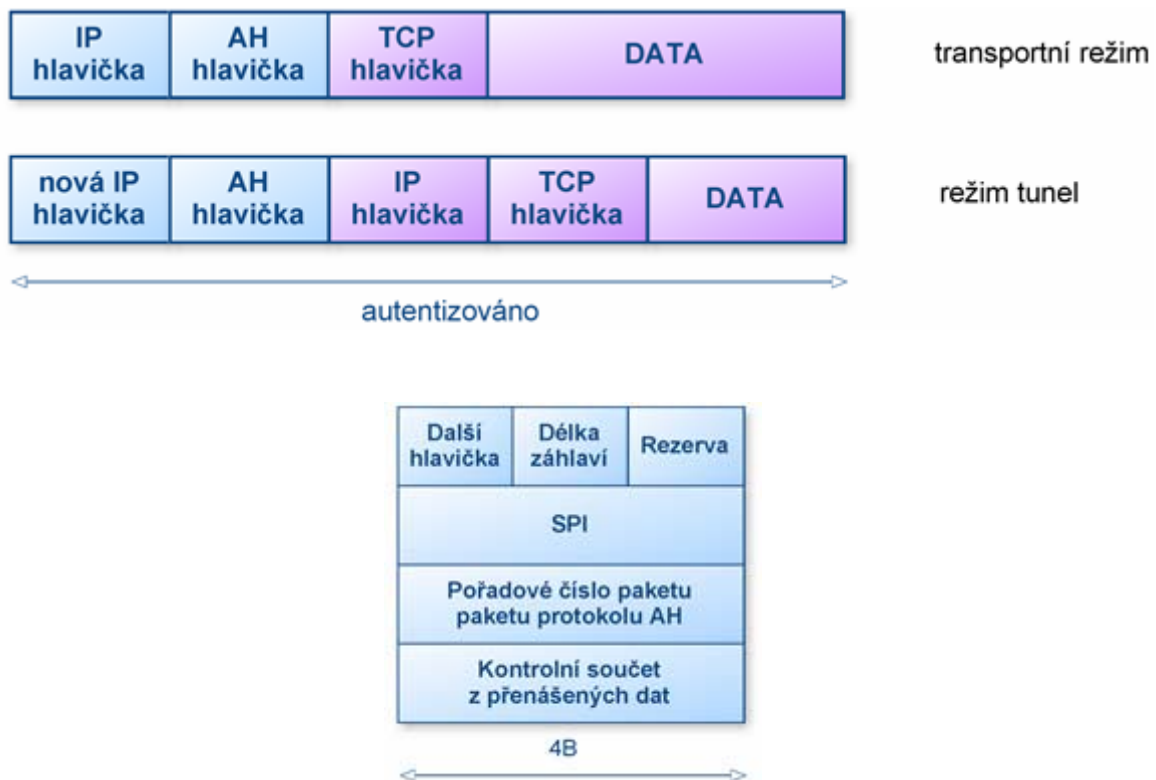 IP
hlavička
AH
hlavička
TCP
hlavička
DATA
transportní režim
nová IP
hlavička
AH
hlavička
IP
hlavička
TCP
hlavička
DATA
režim tunel
autentizováno
Další
hlavička
Délka
záhlaví
Rezerva
SPI
Pořadové číslo paketu
paketu protokolu AH
Kontrolní součet
z přenášených dat
4B